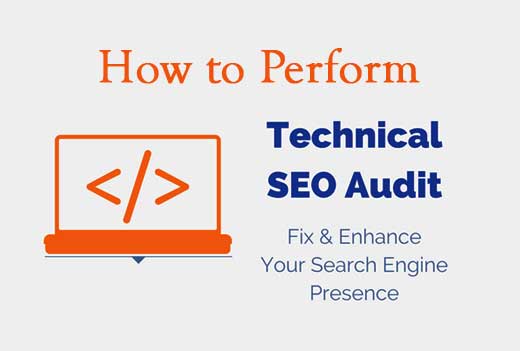 How to Perform
Technical
SEO Audit
Fix & Enhance
Your Search Engine
Presence
</>